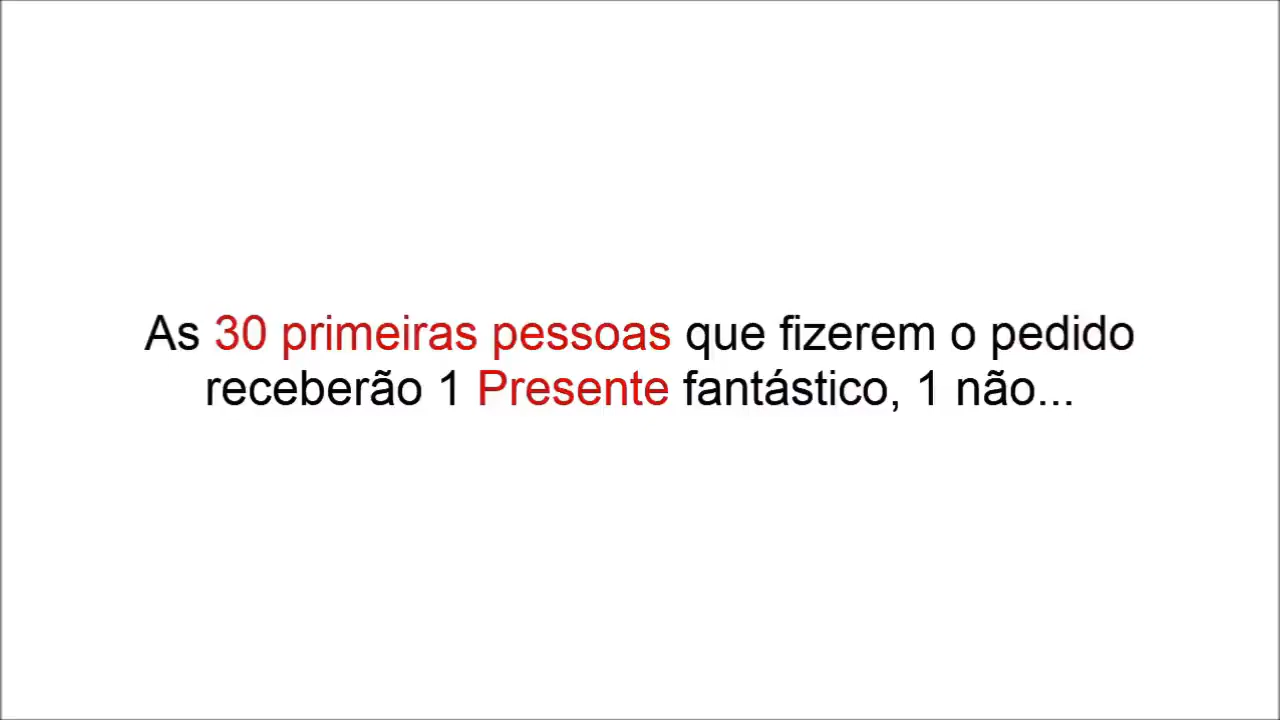 As 30 primeiras pessoas que fizerem o pedido
receberão 1 Presente fantástico, 1 não...